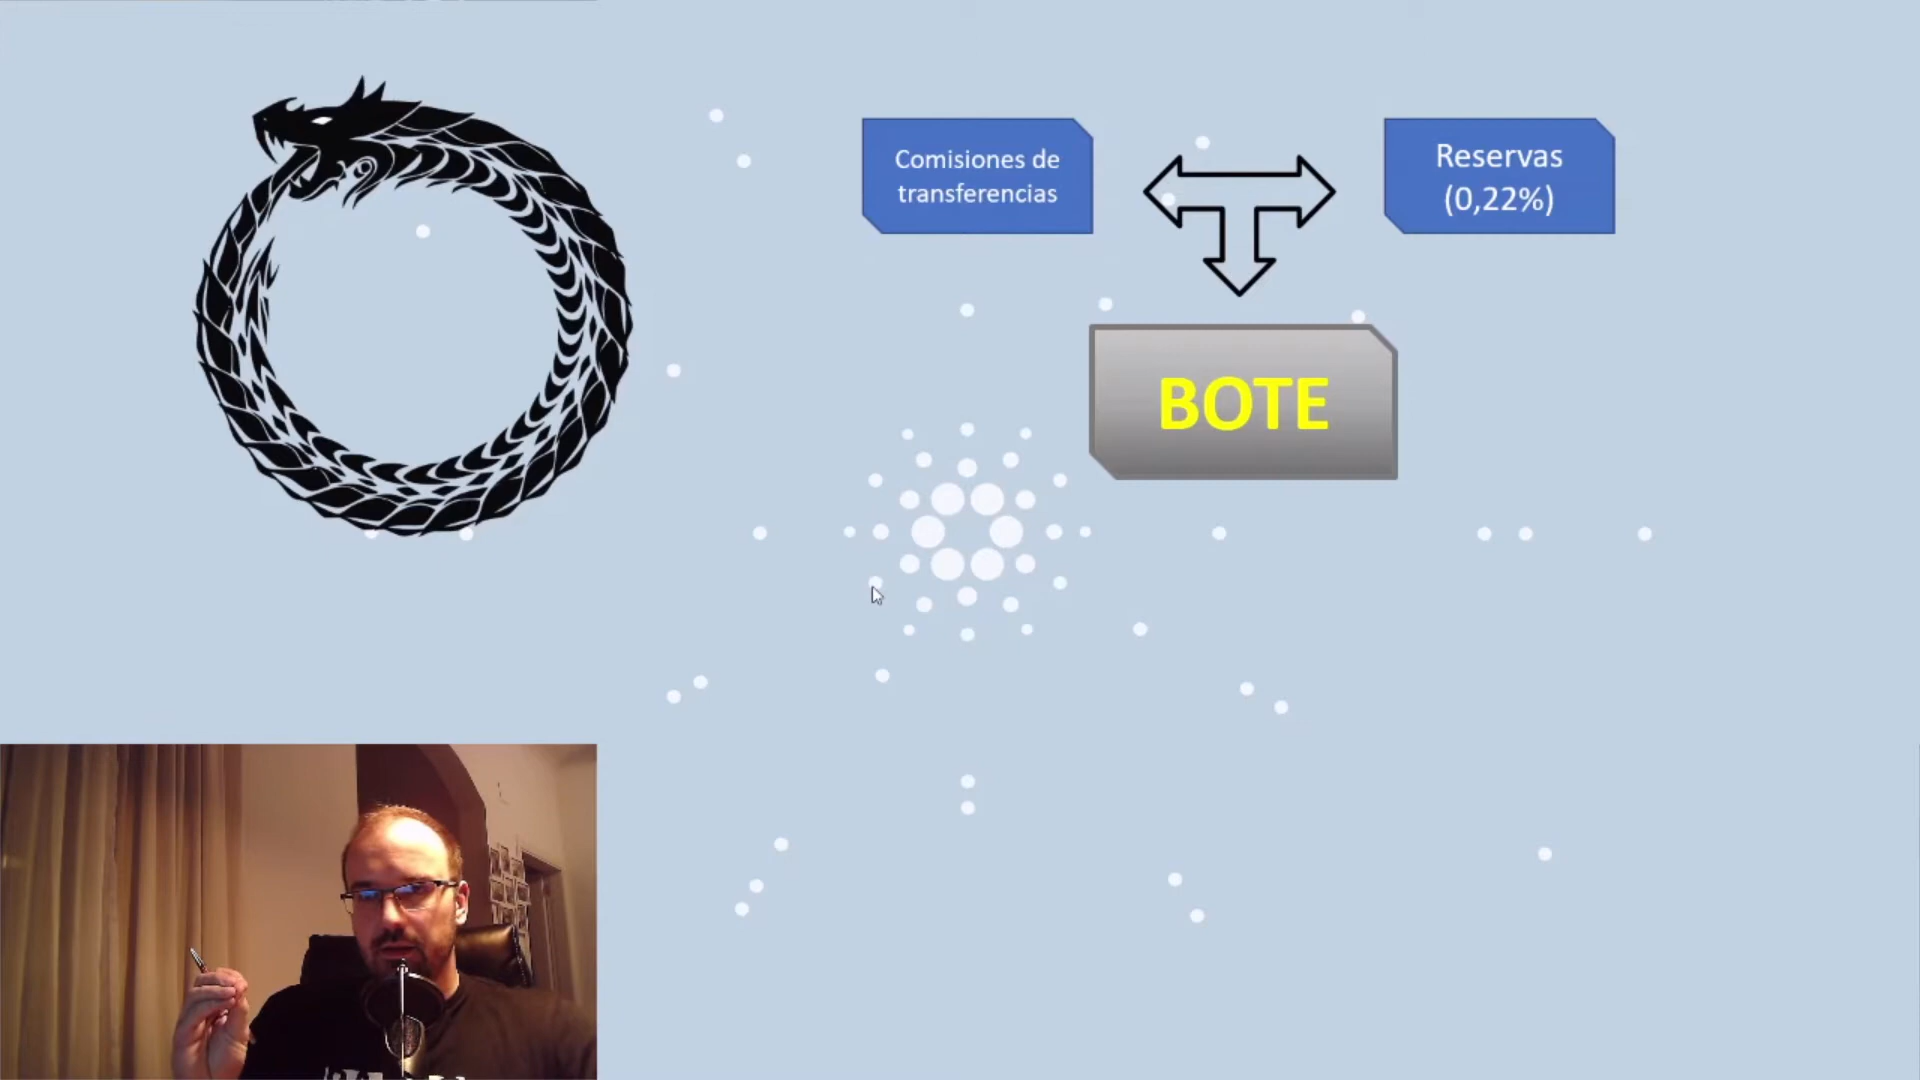 Comisiones de
transferencias
Reservas
(0,22%)
BOTE